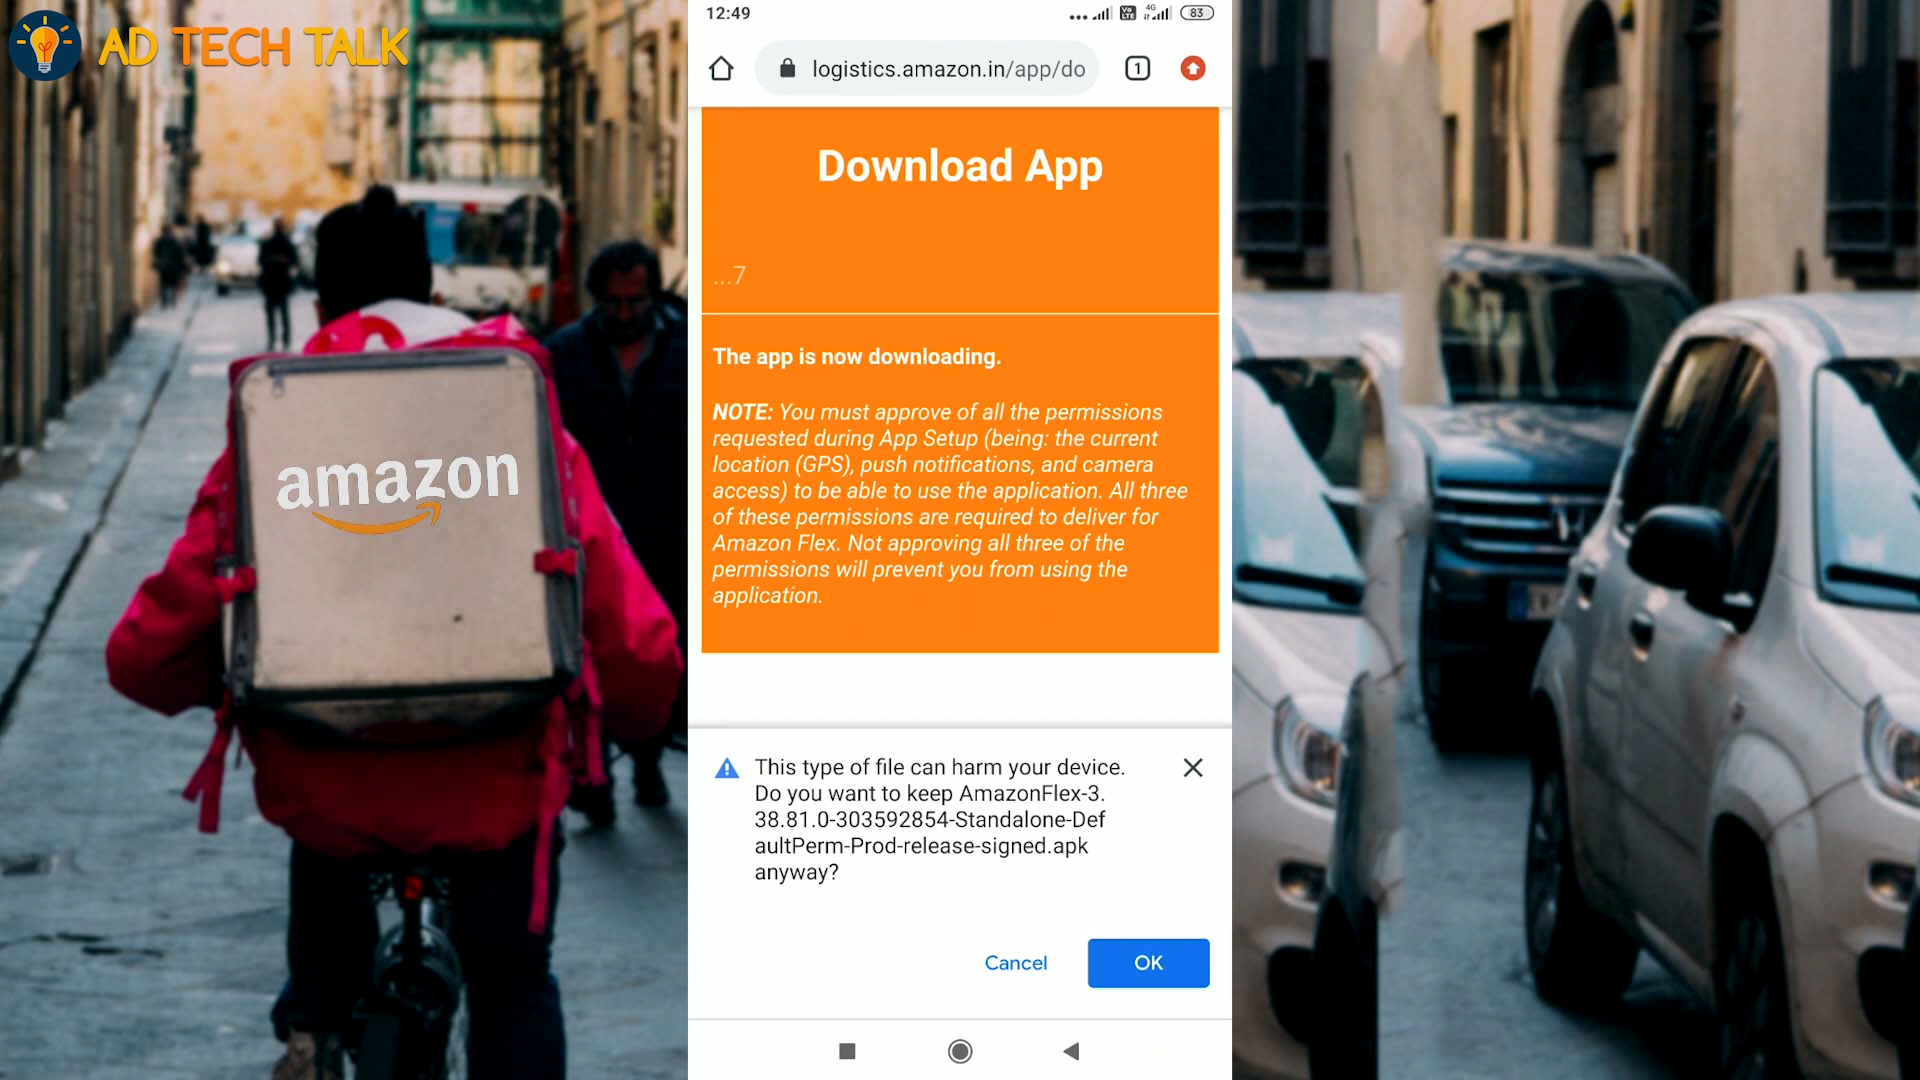 AD TECH TALK
12:49
4G
83
logistics.amazon.in/app/do
1
Download App
...7
The app is now downloading.
NOTE: You must approve of all the permissions
requested during App Setup (being: the current
location (GPS), push notifications, and camera
access) to be able to use the application. All three
of these permissions are required to deliver for
Amazon Flex. Not approving all three of the
permissions will prevent you from using the
application.
amazon
This type of file can harm your device.
Do you want to keep AmazonFlex-3.
38.81.0-303592854-Standalone-Def
aultPerm-Prod-release-signed.apk
anyway?
Cancel
OK